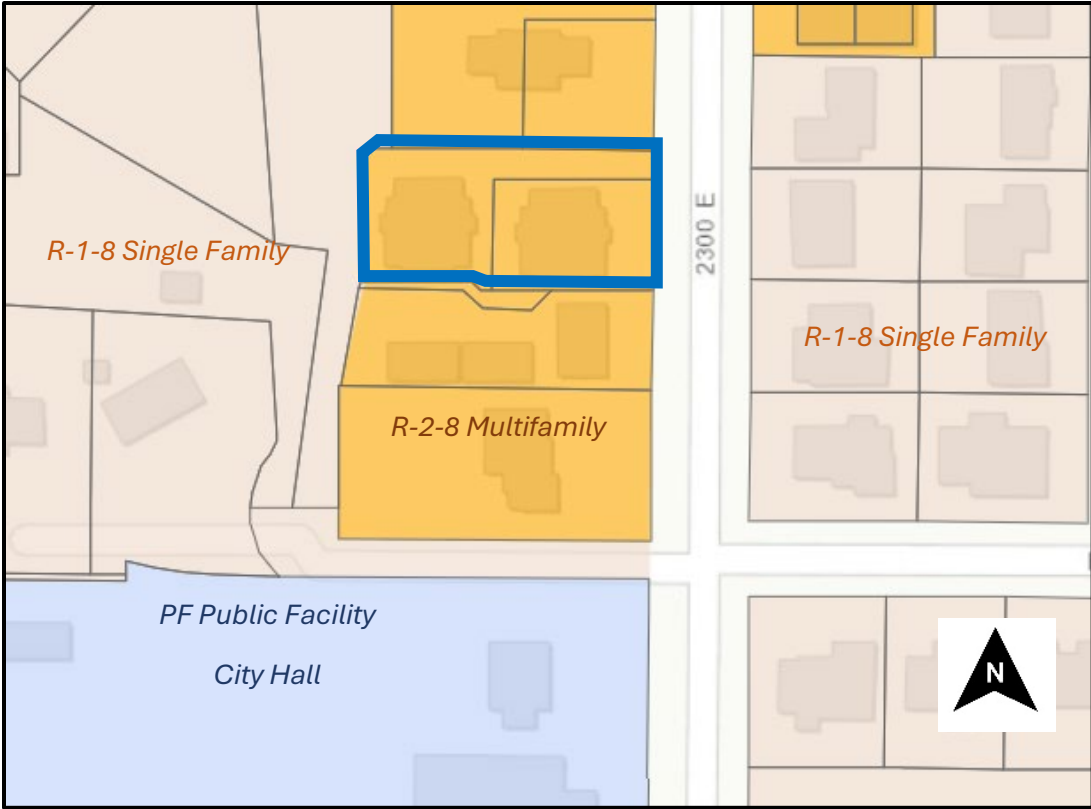 2300 E
R-1-8 Single Family
R-1-8 Single Family
R-2-8 Multifamily
PF Public Facility
City Hall
N